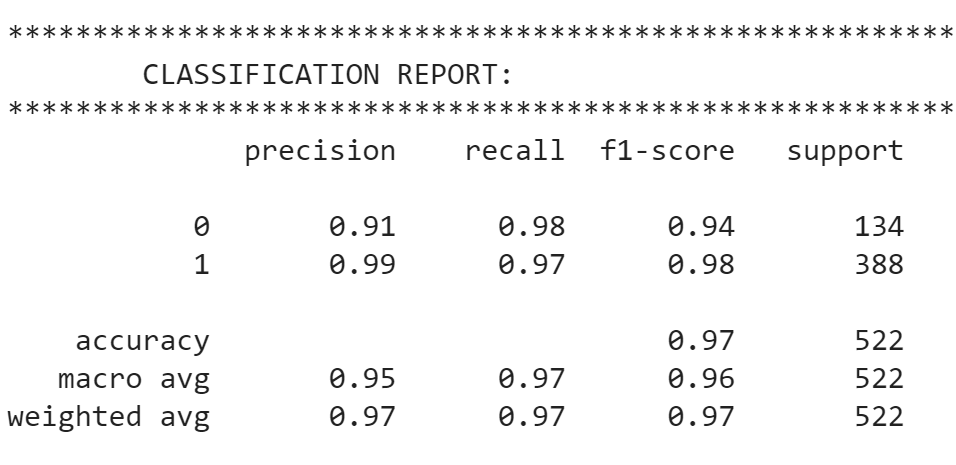 ********************************************************
CLASSIFICATION REPORT:
********************************************************
precision recall f1-score support
0 0.91 0.98 0.94 134
1 0.99 0.97 0.98 388
accuracy 0.97 522
macro avg 0.95 0.97 0.96 522
weighted avg 0.97 0.97 0.97 522